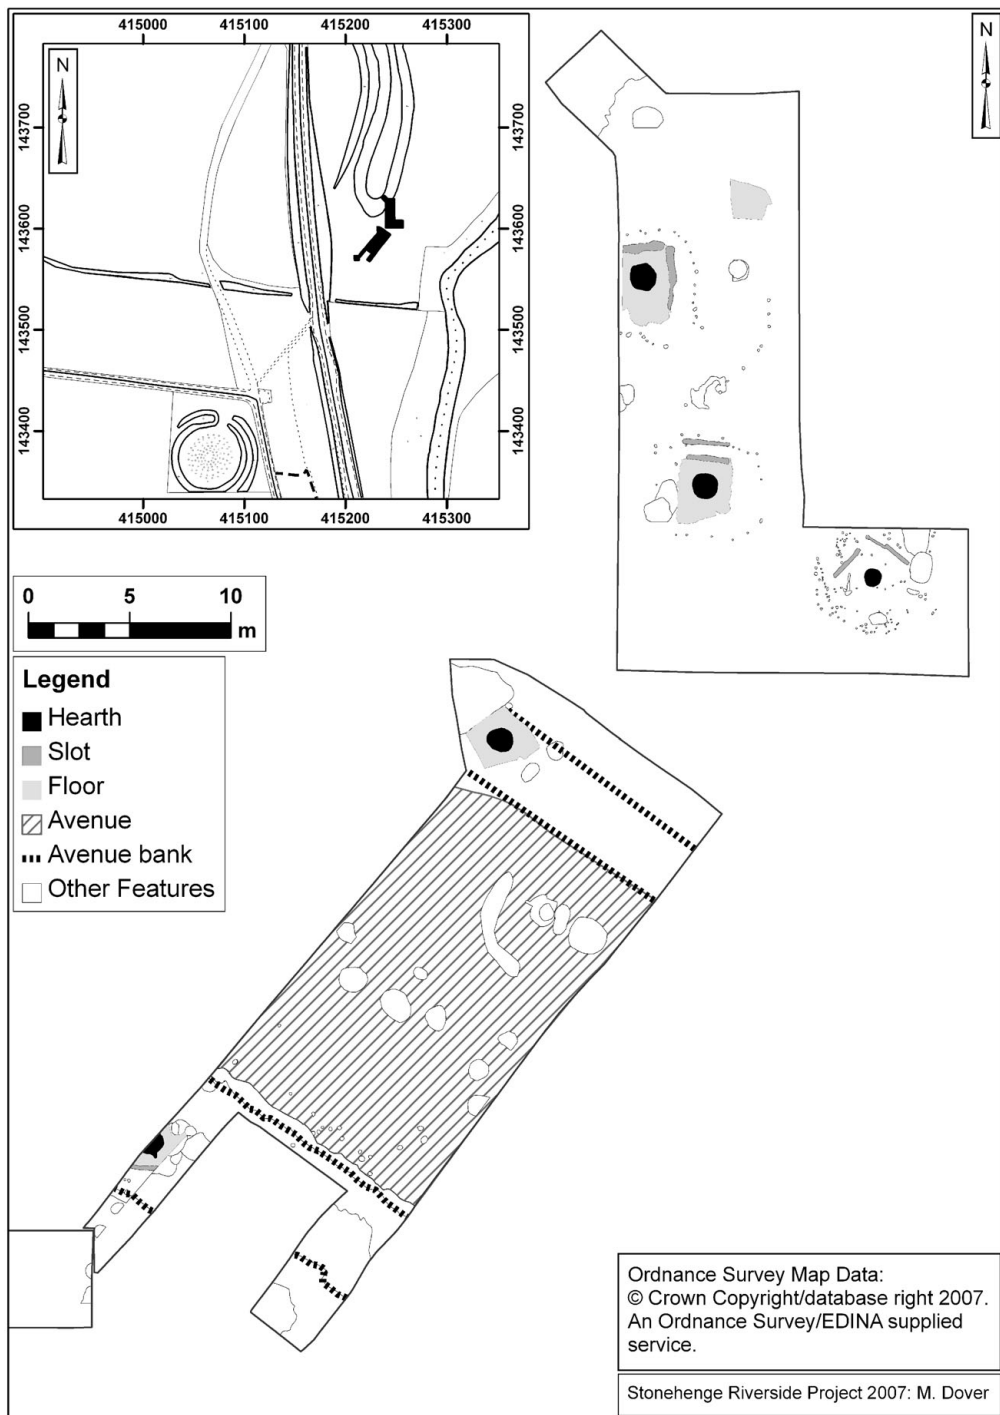 415000 415100 415200 415300
N
N
143700
143700
143600
143600
143500
143500
143400
143400
415000 415100 415200 415300
0 5 10
m
Legend
Hearth
Slot
Floor
Avenue
Avenue bank
Other Features
Ordnance Survey Map Data:
© Crown Copyright/database right 2007.
An Ordnance Survey/EDINA supplied
service.
Stonehenge Riverside Project 2007: M. Dover